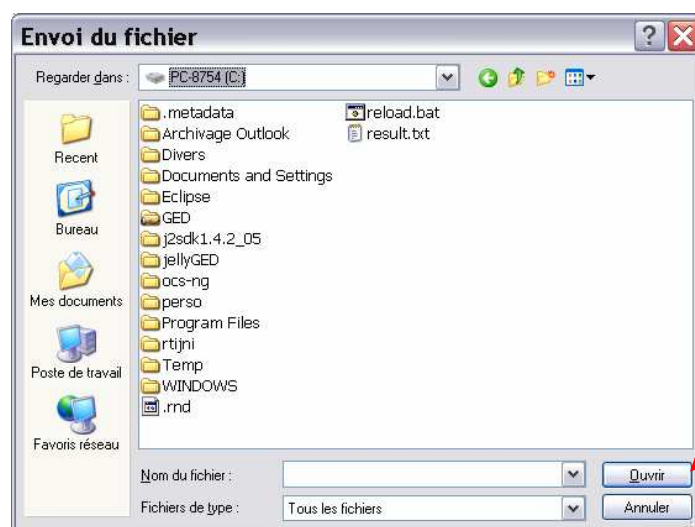 Envoi du fichier
Regarder dans :
PC-8754 (C:)
Recent
Bureau
Mes documents
Poste de travail
Favoris réseau
.metadata
Archivage Outlook
Divers
Documents and Settings
Eclipse
GED
j2sdk1.4.2_05
jellyGED
ocs-ng
perso
Program Files
rtijni
Temp
WINDOWS
.rnd
reload.bat
result.txt
Nom du fichier :
Ouvrir
Fichiers de type :
Tous les fichiers
Annuler